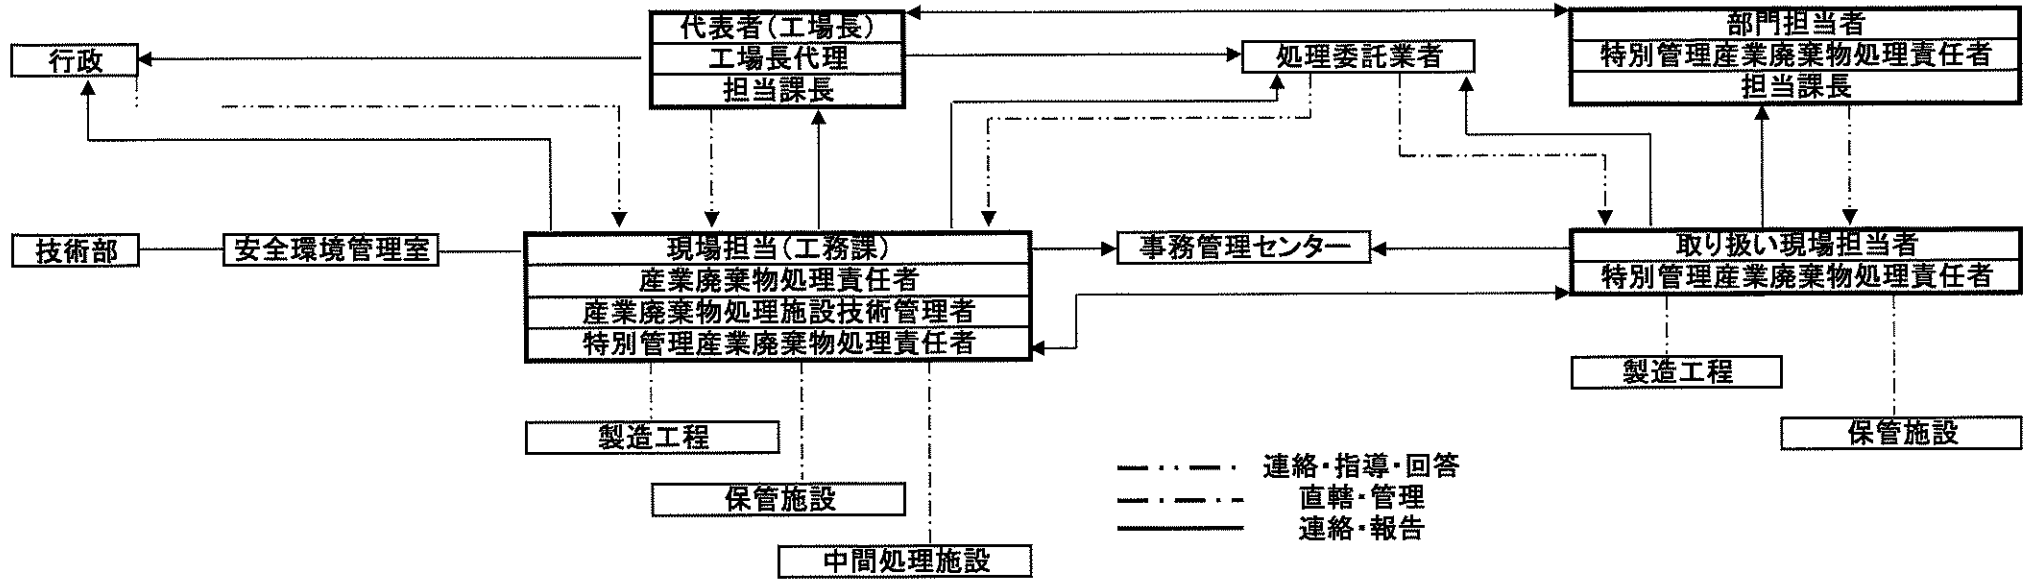 代表者(工場長)
工場長代理
担当課長
部門担当者
特別管理産業廃棄物処理責任者
担当課長
行政
処理委託業者
技術部
安全環境管理室
現場担当(工務課)
産業廃棄物処理責任者
産業廃棄物処理施設技術管理者
特別管理産業廃棄物処理責任者
事務管理センター
取り扱い現場担当者
特別管理産業廃棄物処理責任者
製造工程
保管施設
製造工程
保管施設
中間処理施設
連絡・指導・回答
直轄・管理
連絡・報告